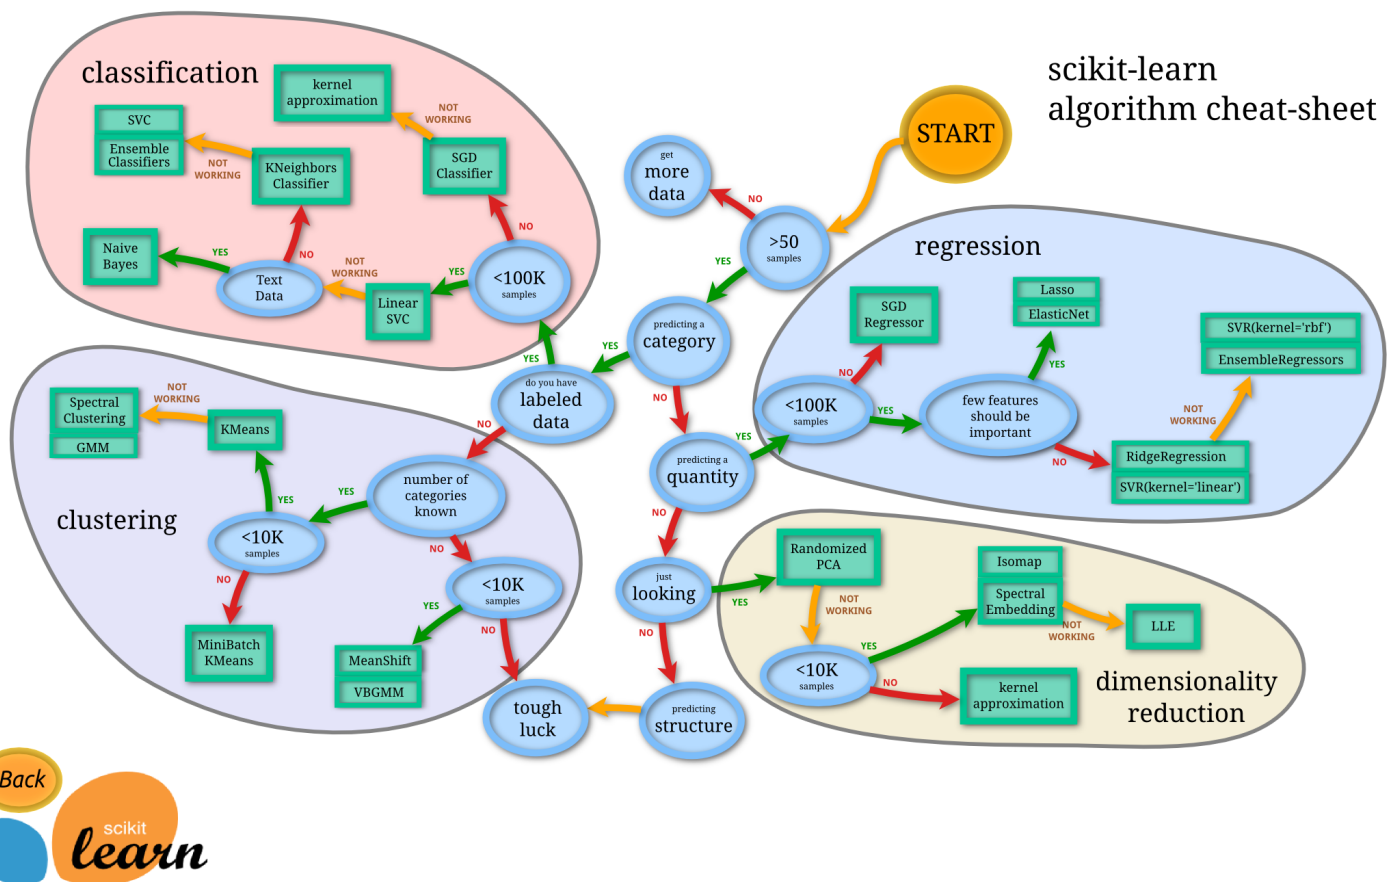 scikit-learn
algorithm cheat-sheet
START
classification
kernel
approximation
NOT
WORKING
SVC
Ensemble
Classifiers
NOT
WORKING
KNeighbors
Classifier
SGD
Classifier
NO
NO
Naive
Bayes
YES
Text
Data
NOT
WORKING
Linear
SVC
YES
<100K
samples
get
more
data
NO
>50
samples
YES
predicting a
category
YES
NO
do you have
labeled
data
YES
NO
predicting a
quantity
YES
NO
just
looking
YES
NO
predicting
structure
tough
luck
regression
SGD
Regressor
NO
<100K
samples
YES
Lasso
ElasticNet
YES
few features
should be
important
NO
SVR(kernel='rbf')
EnsembleRegressors
NOT
WORKING
RidgeRegression
SVR(kernel='linear')
clustering
Spectral
Clustering
GMM
NOT
WORKING
KMeans
YES
number of
categories
known
YES
NO
<10K
samples
NO
MiniBatch
KMeans
<10K
samples
YES
NO
MeanShift
VBGMM
Randomized
PCA
NOT
WORKING
<10K
samples
YES
NO
Isomap
Spectral
Embedding
NOT
WORKING
LLE
kernel
approximation
dimensionality
reduction
Back
scikit
learn